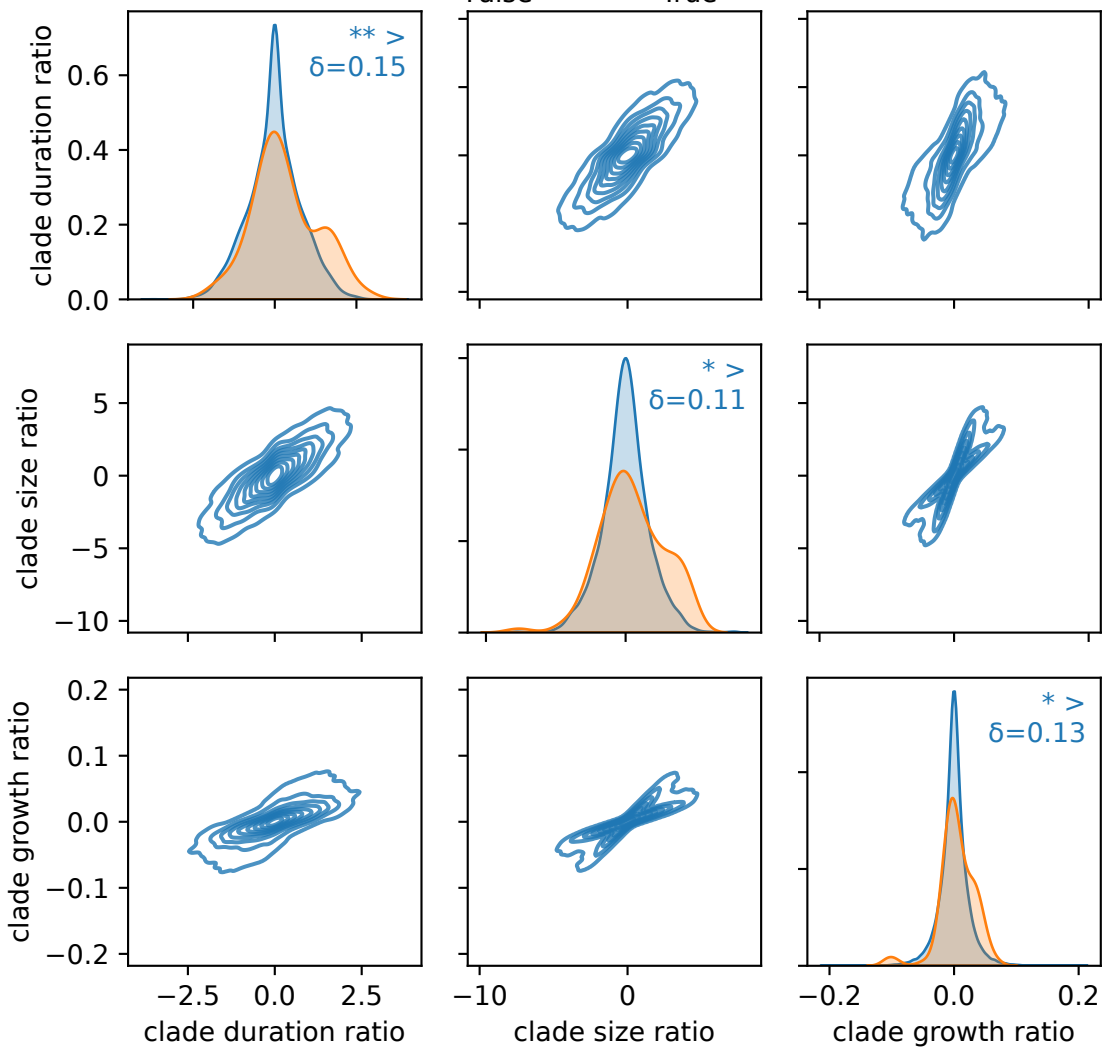 False True
clade duration ratio
0.6
0.4
0.2
0.0
** >
δ=0.15
clade size ratio
5
0
−5
−10
* >
δ=0.11
clade growth ratio
0.2
0.1
0.0
−0.1
−0.2
* >
δ=0.13
−2.5 0.0 2.5
−10 0
−0.2 0.0 0.2
clade duration ratio
clade size ratio
clade growth ratio